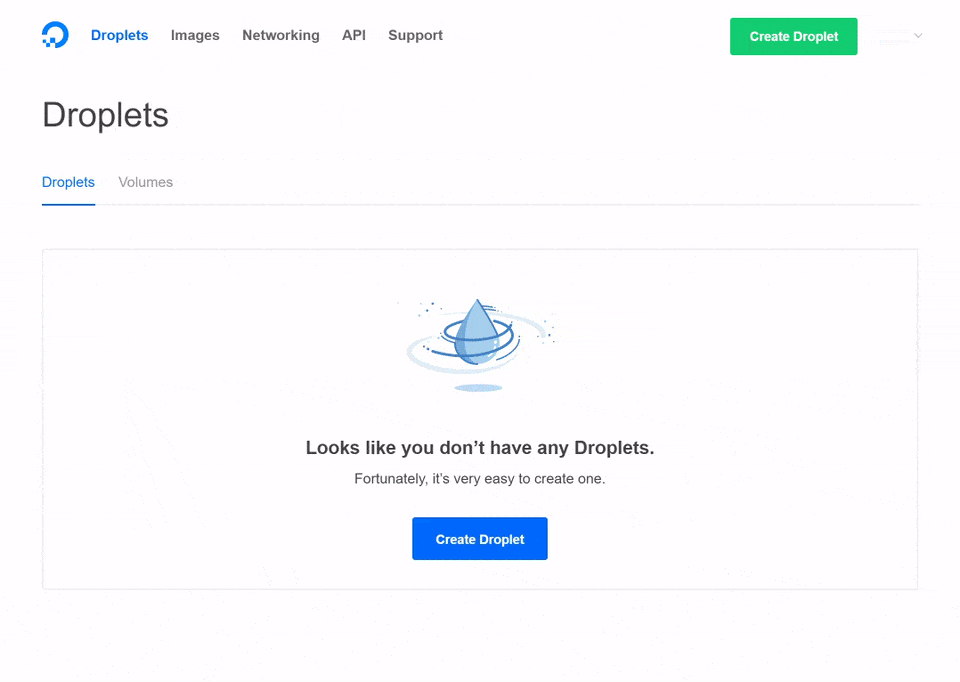 Droplets Images Networking API Support Create Droplet
Droplets
Droplets Volumes
Looks like you don’t have any Droplets.
Fortunately, it’s very easy to create one.
Create Droplet